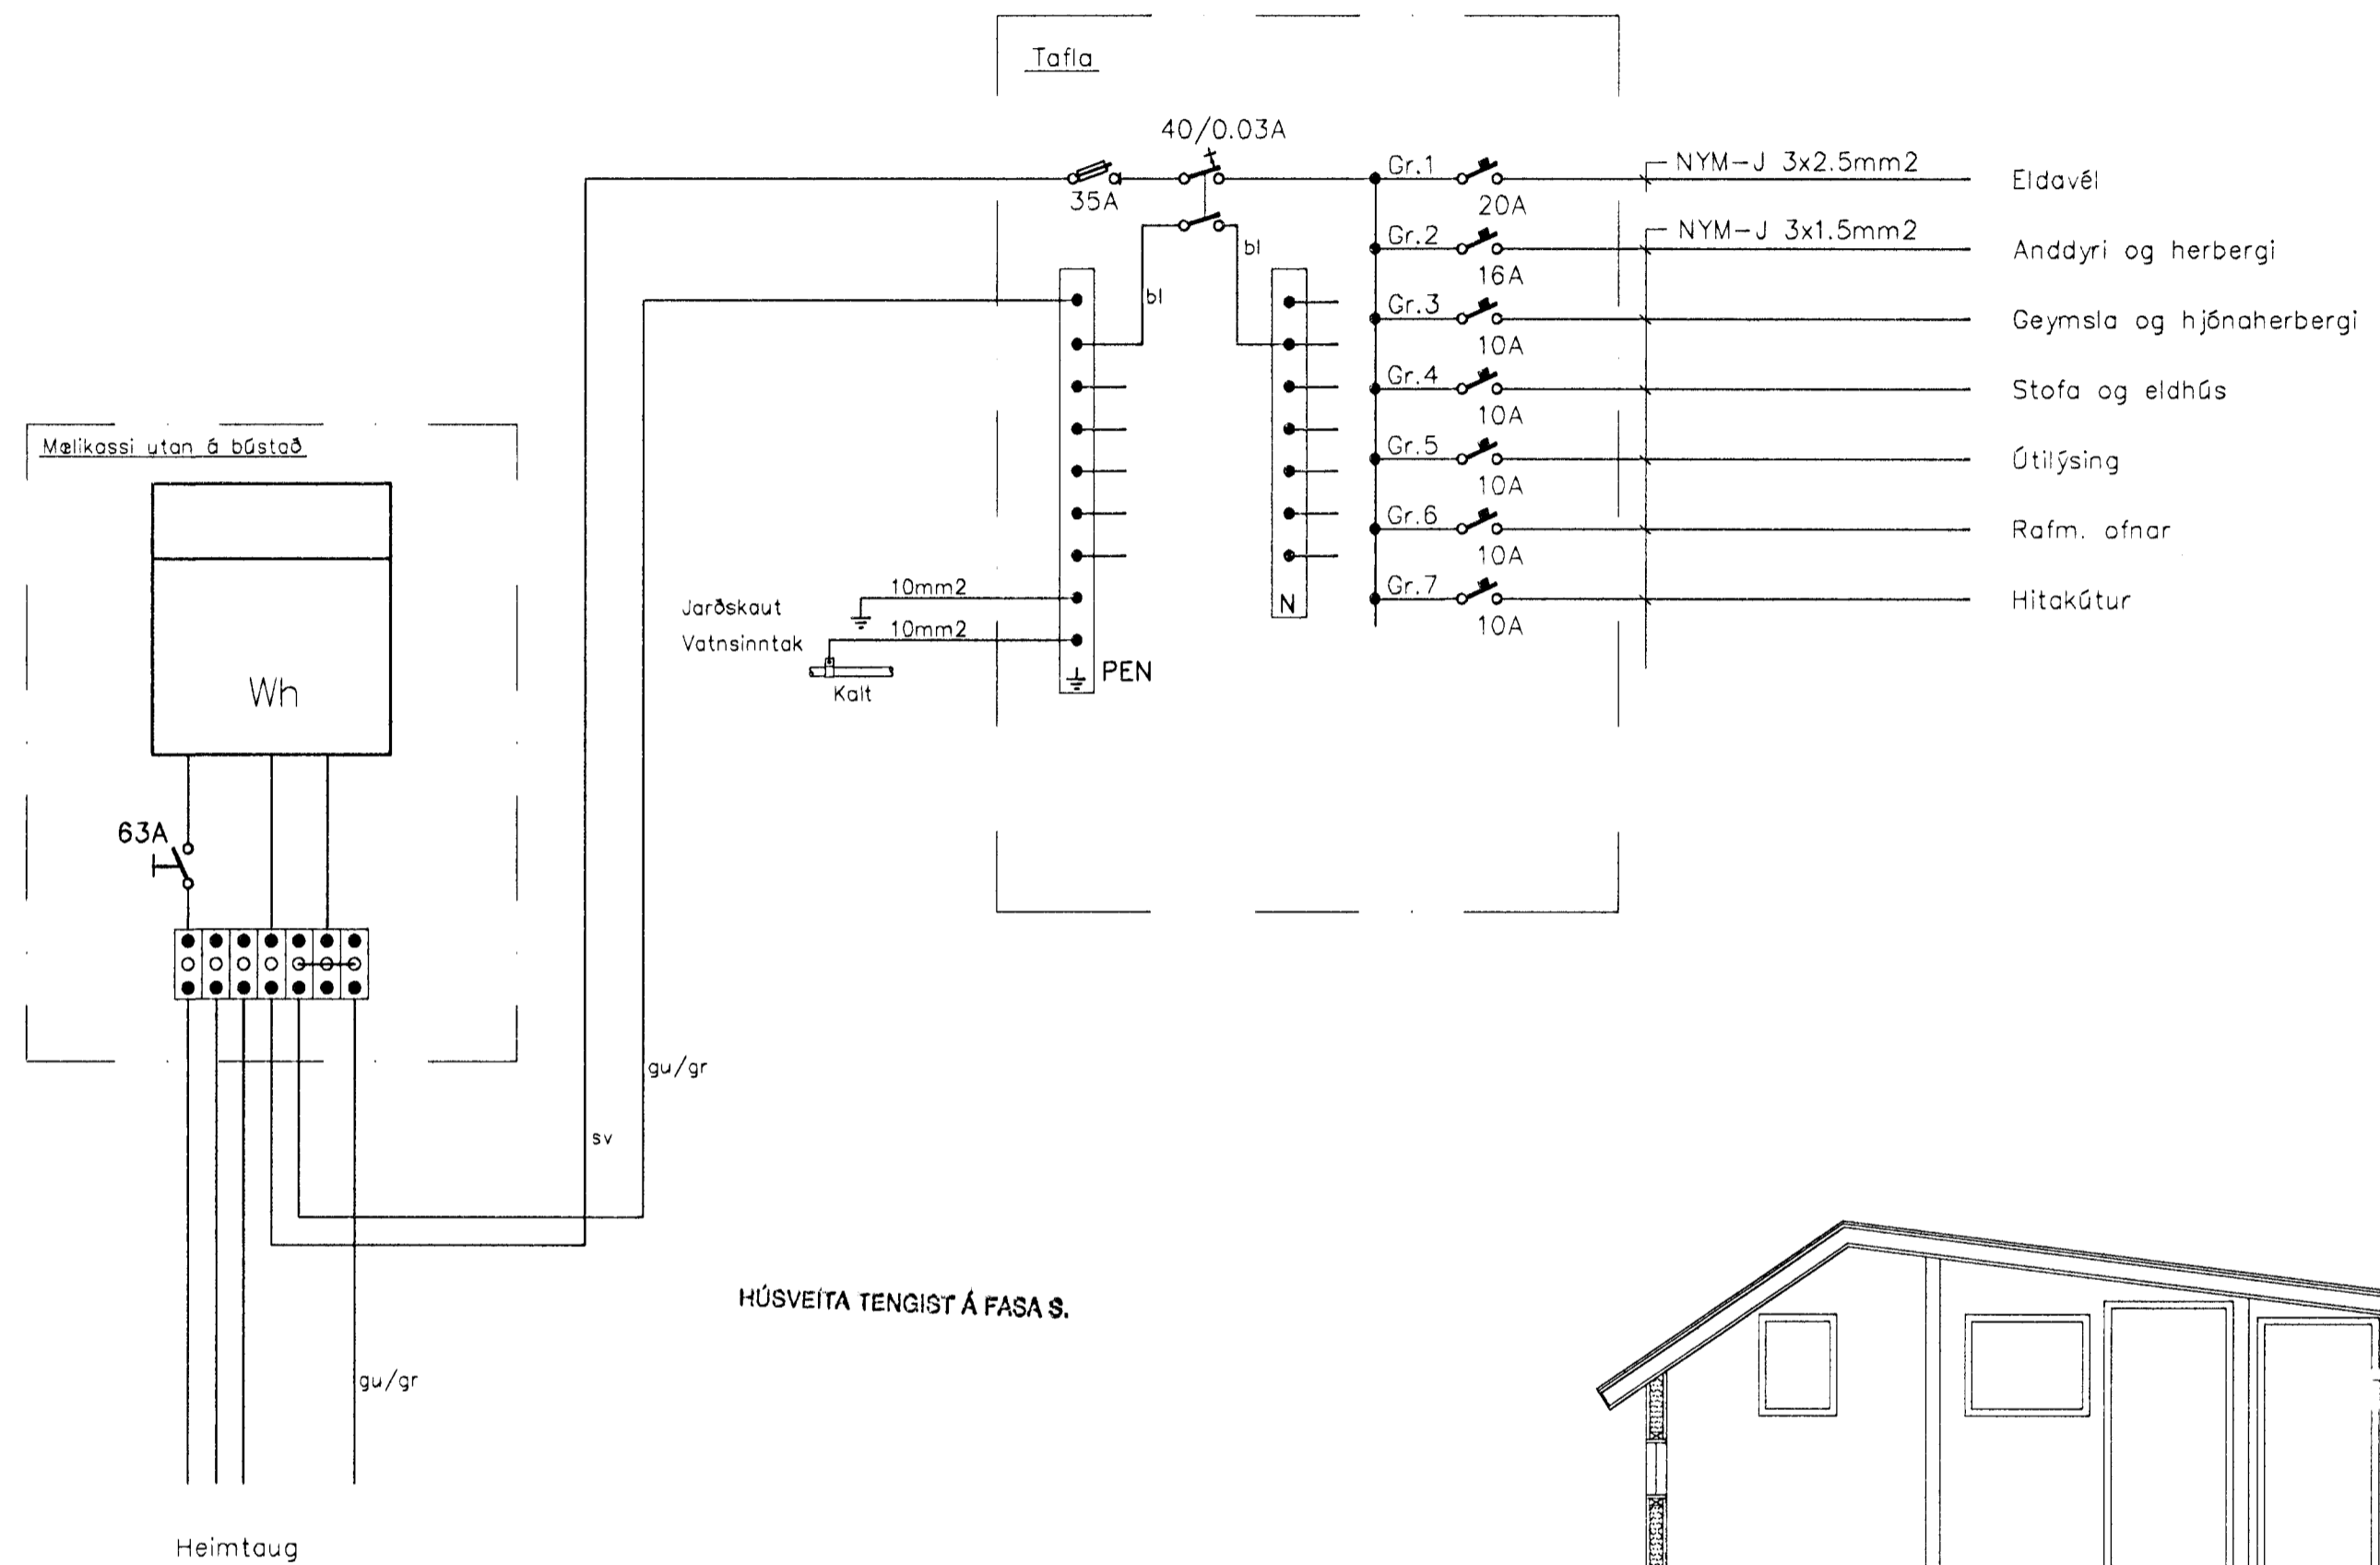 Tafla
40/0.03A
35A
bl
bl
Gr.1
20A
NYM-J 3x2.5mm2
Eldavél
Gr.2
16A
NYM-J 3x1.5mm2
Anddyri og herbergi
Gr.3
10A
Geymsla og hjónaherbergi
Gr.4
10A
Stofa og eldhús
Gr.5
10A
Útilýsing
Gr.6
10A
Rafm. ofnar
Gr.7
10A
Hitakútur
N
PEN
Jarðskaut
10mm2
Vatnsinntak
10mm2
Kalt
Mælikassi utan á bústað
Wh
63A
gu/gr
sv
gu/gr
HÚSVEITA TENGIST Á FASA S.
Heimtaug